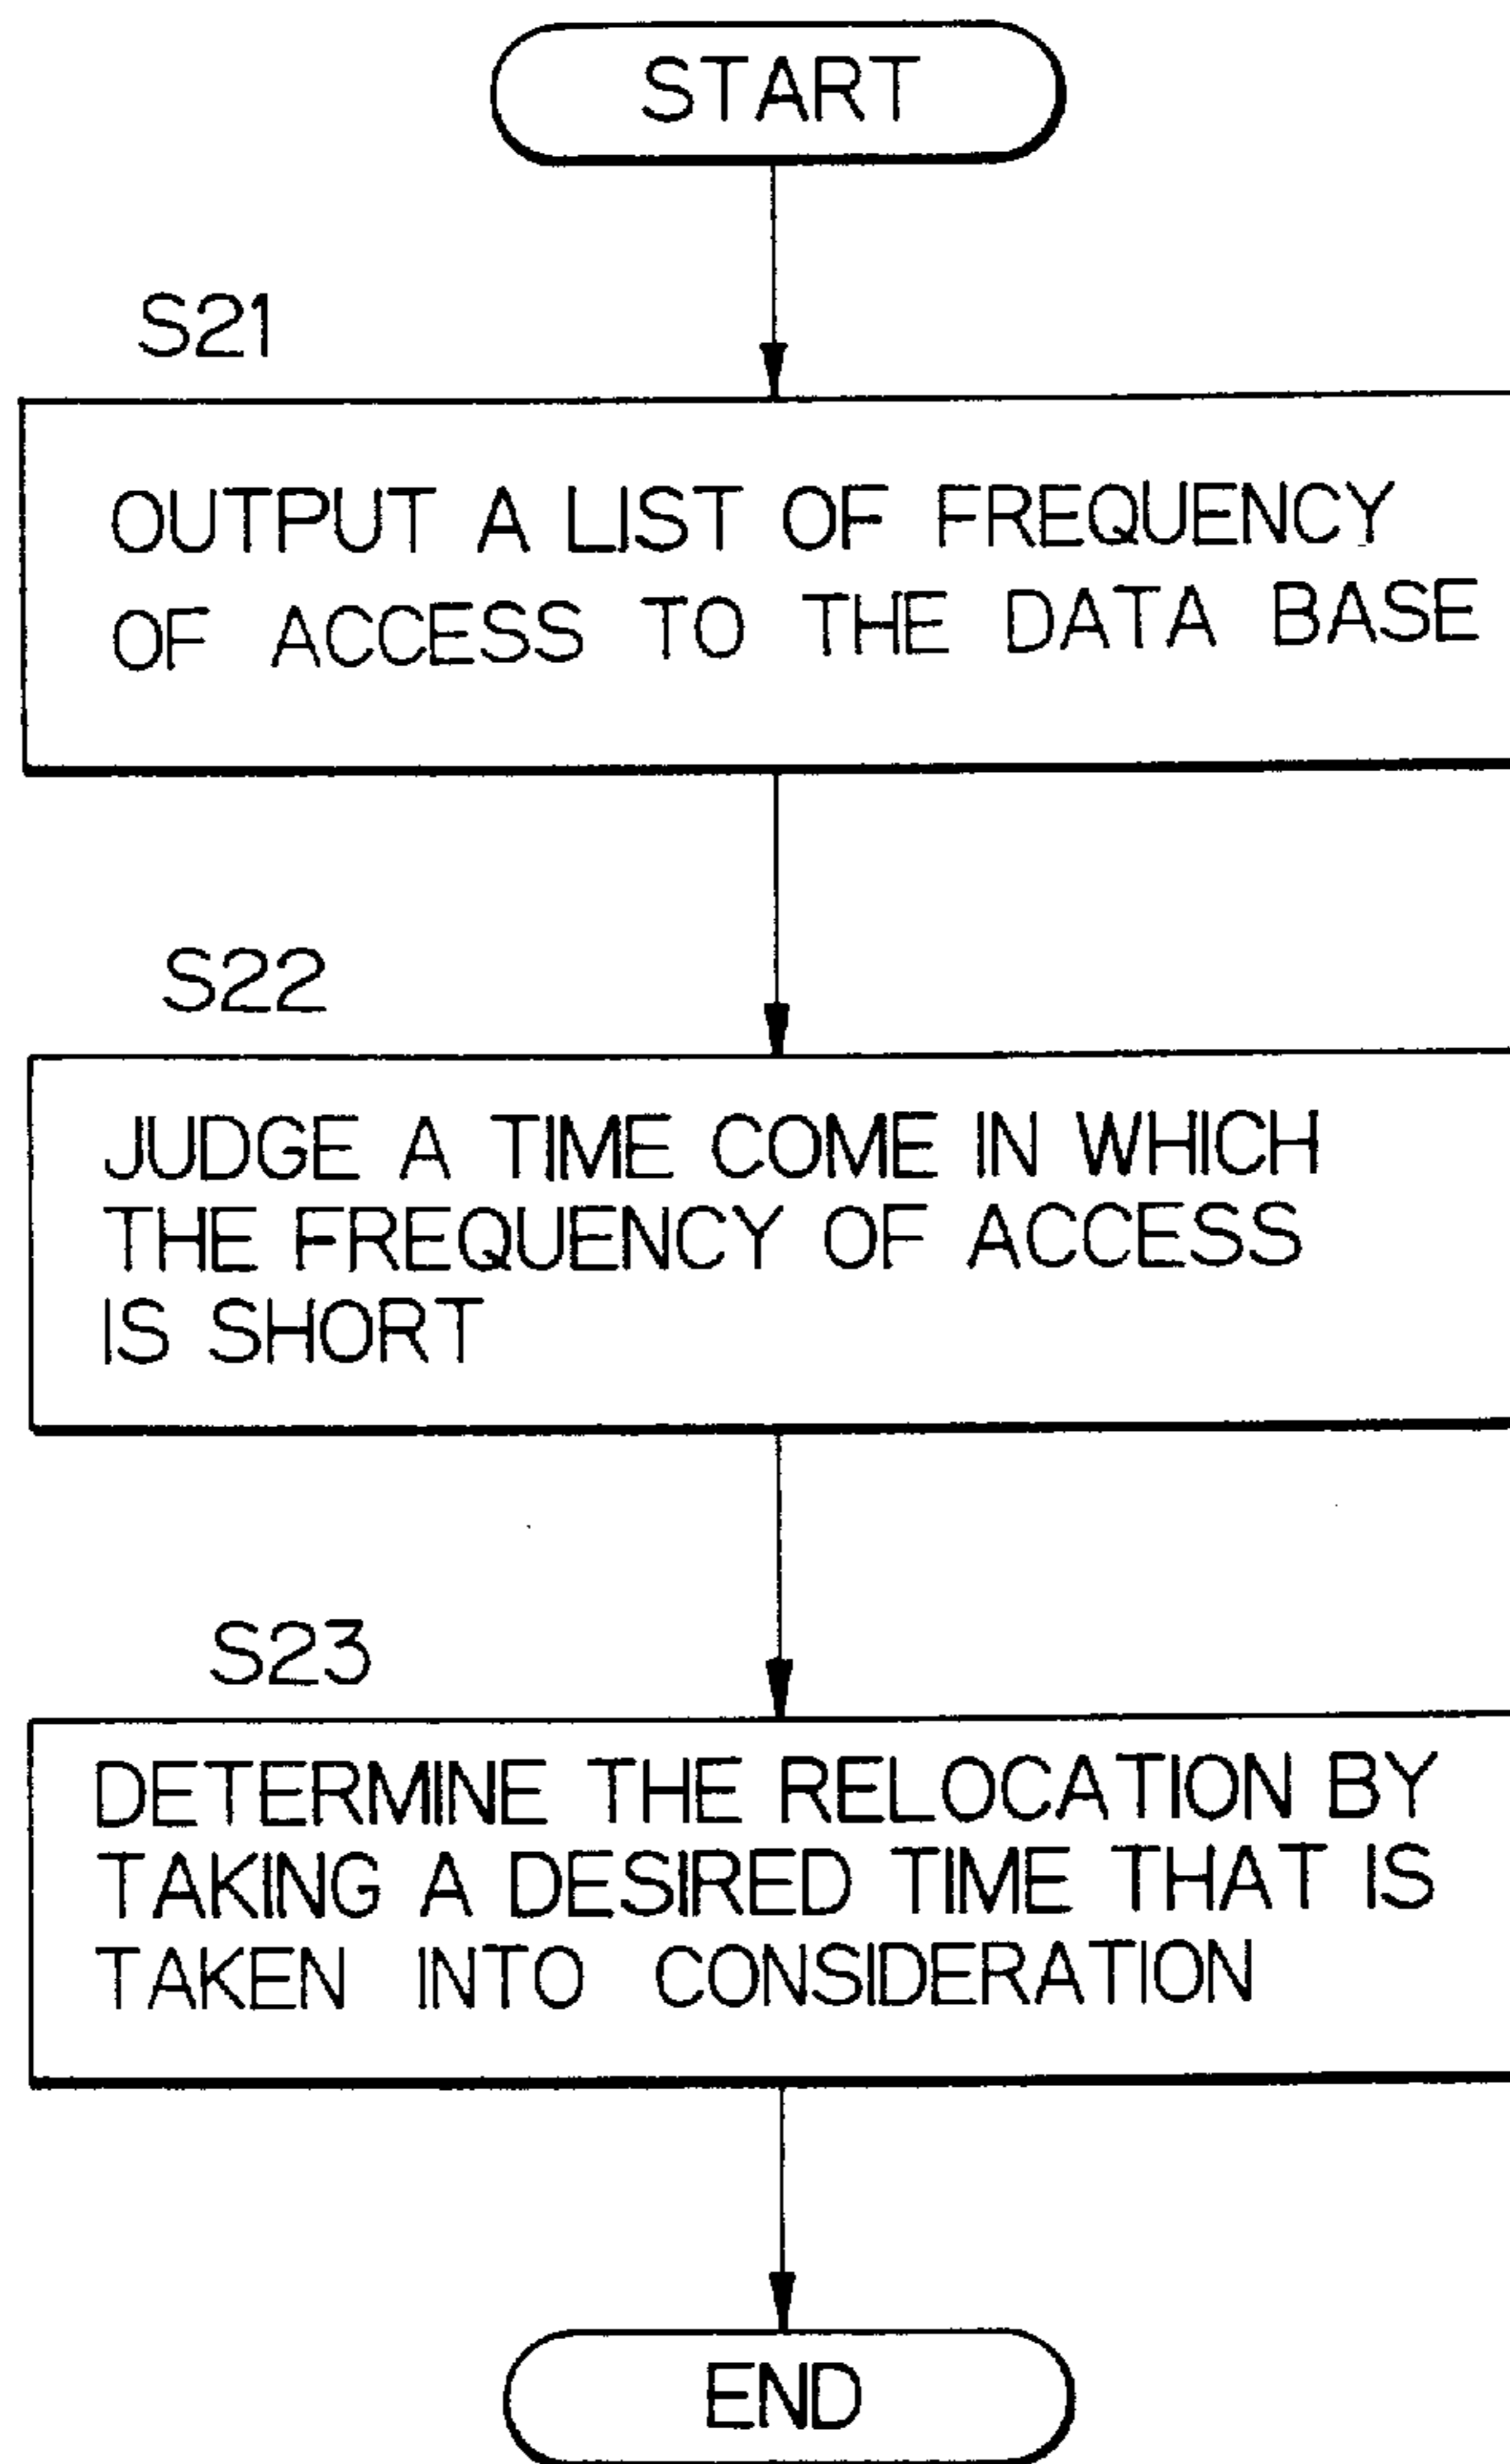 START
S21
OUTPUT A LIST OF FREQUENCY
OF ACCESS TO THE DATA BASE
S22
JUDGE A TIME COME IN WHICH
THE FREQUENCY OF ACCESS
IS SHORT
S23
DETERMINE THE RELOCATION BY
TAKING A DESIRED TIME THAT IS
TAKEN INTO CONSIDERATION
END